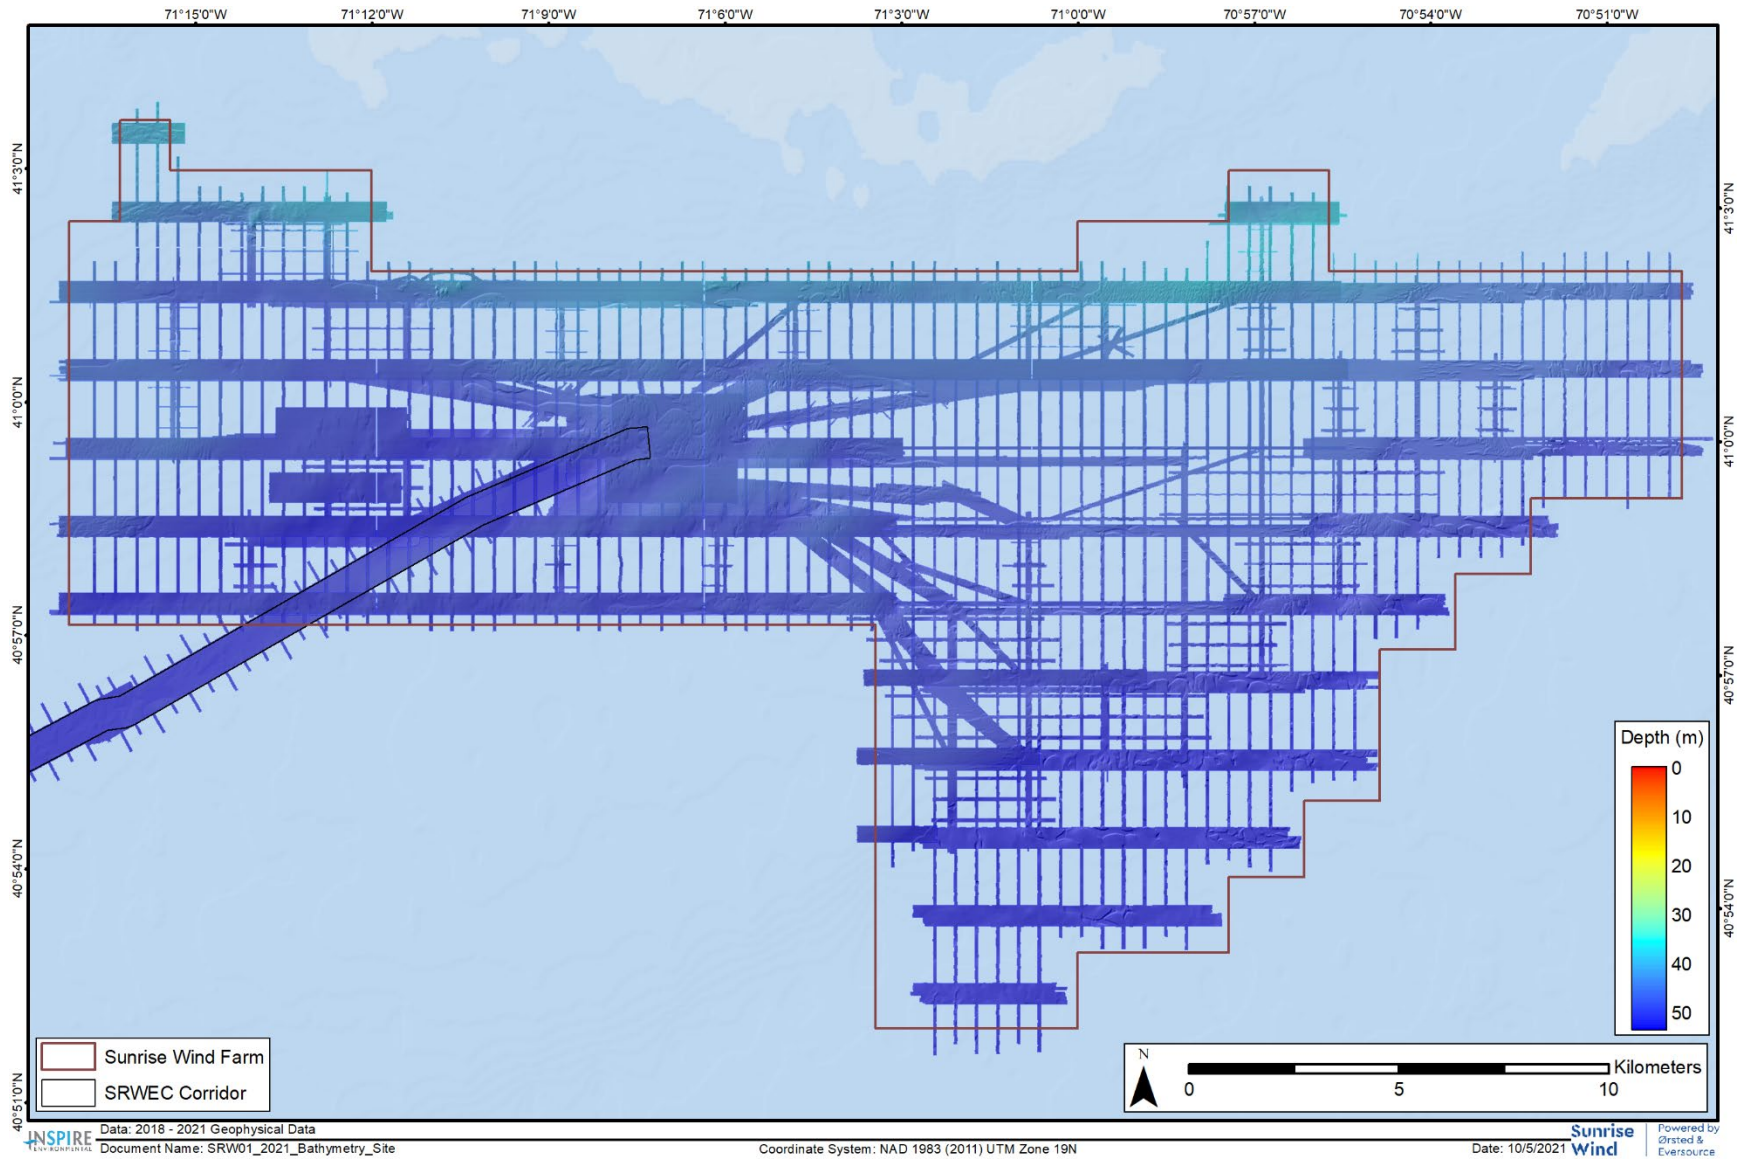 71°15'0"W 71°12'0"W 71°9'0"W 71°6'0"W 71°3'0"W 71°0'0"W 70°57'0"W 70°54'0"W 70°51'0"W
41°3'0"N
41°0'0"N
40°57'0"N
40°54'0"N
40°51'0"N
41°3'0"N
41°0'0"N
40°57'0"N
40°54'0"N
Depth (m)
0
10
20
30
40
50
Sunrise Wind Farm
SRWEC Corridor
N
Kilometers
0 5 10
INSPIRE
ENVIRONMENTAL
Data: 2018 - 2021 Geophysical Data
Document Name: SRW01_2021_Bathymetry_Site
Coordinate System: NAD 1983 (2011) UTM Zone 19N
Date: 10/5/2021
Sunrise
Wind
Powered by
Ørsted &
Eversource